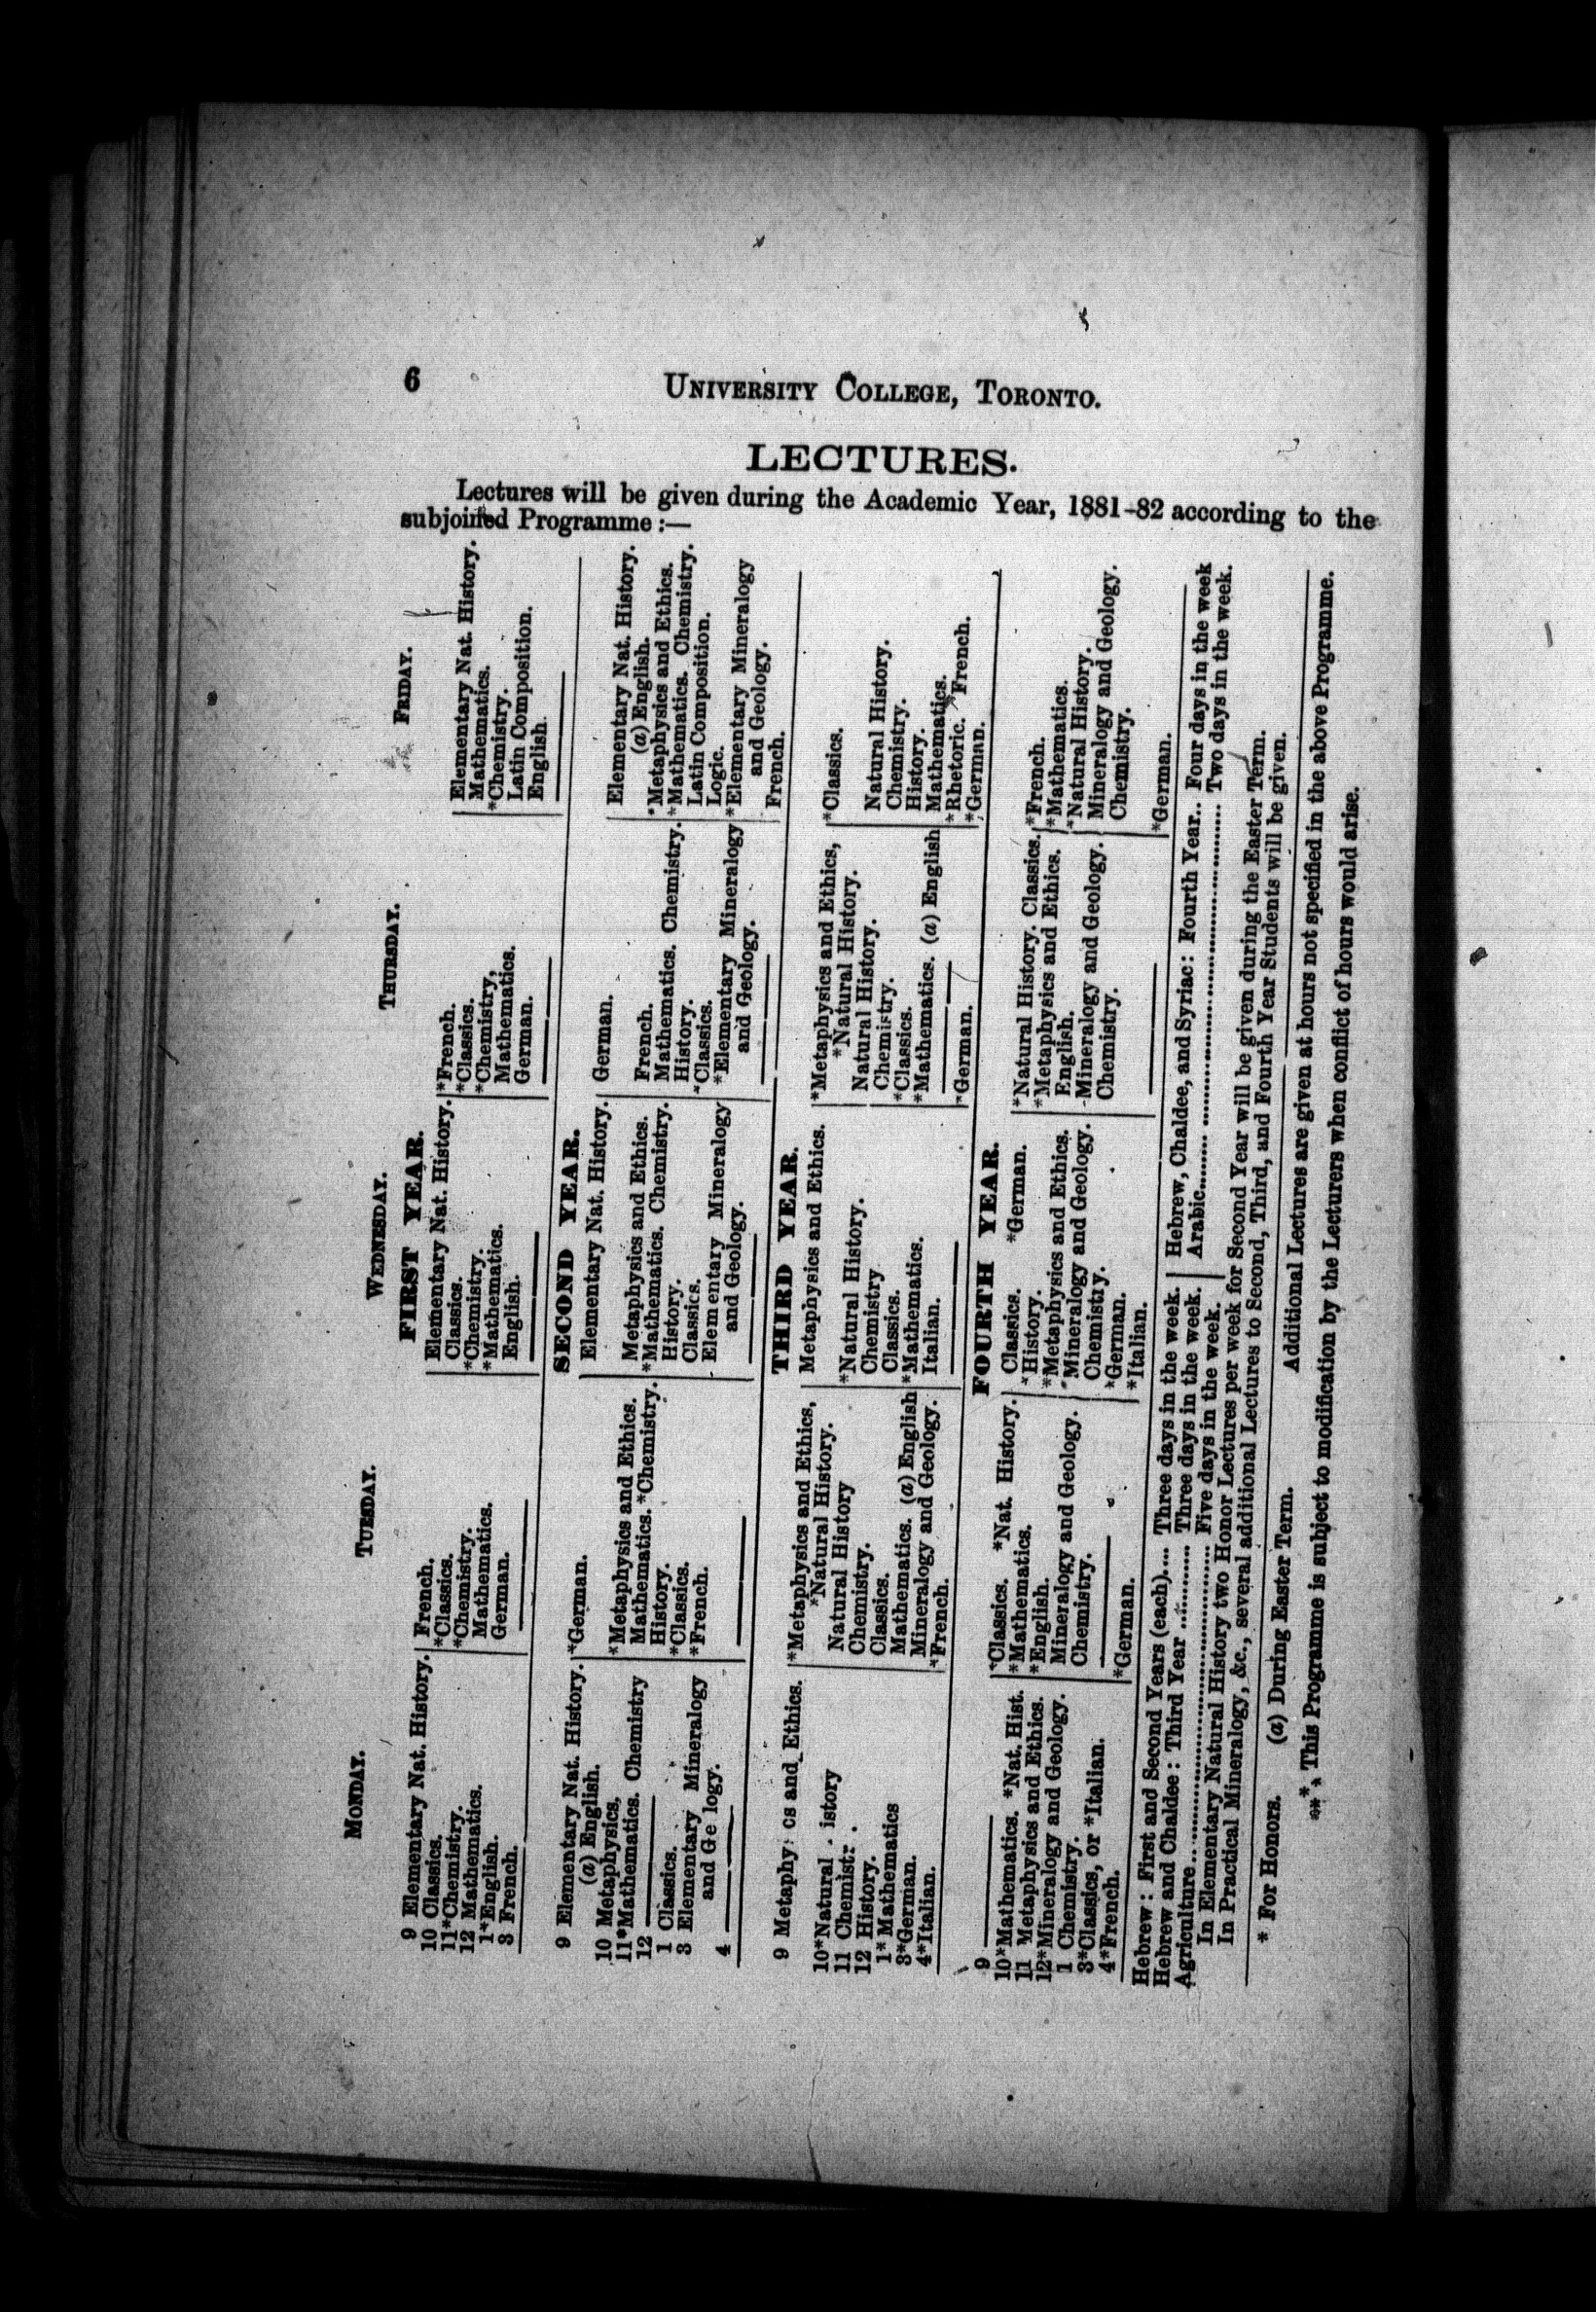 6
UNIVERSITY COLLEGE, TORONTO.
LECTURES.
Lectures will be given during the Academic Year, 1881-82 according to the
subjoined Programme :—
MONDAY. TUESDAY. WEDNESDAY. THURSDAY. FRIDAY.
FIRST YEAR.
9 Elementary Nat. History. French. Elementary Nat. History. *French. Elementary Nat. History.
10 Classics. *Classics. Classics. *Classics. Mathematics.
11*Chemistry. *Chemistry. *Chemistry. *Chemistry, *Chemistry.
12 Mathematics. Mathematics. *Mathematics. Mathematics. Latin Composition.
1*English. German. English. German. English.
3 French.
SECOND YEAR.
9 Elementary Nat. History. *German. Elementary Nat. History. German. Elementary Nat. History.
(a) English. (a) English.
10 Metaphysics, *Metaphysics and Ethics. Metaphysics and Ethics. French. *Metaphysics and Ethics.
11*Mathematics. Chemistry Mathematics. *Chemistry. *Mathematics. Chemistry. Mathematics. Chemistry. *Mathematics. Chemistry.
12 History. History. History. Latin Composition.
1 Classics. *Classics. Classics. *Classics. Logic.
3 Elementary Mineralogy *French. Elementary Mineralogy *Elementary Mineralogy *Elementary Mineralogy
and Ge logy. and Geology. and Geology. and Geology.
4 French.
THIRD YEAR.
9 Metaphy cs and Ethics. *Metaphysics and Ethics, Metaphysics and Ethics. *Metaphysics and Ethics, *Classics.
*Natural History. *Natural History.
10*Natural istory Natural History *Natural History. Natural History. Natural History.
11 Chemistr . Chemistry. Chemistry Chemistry. Chemistry.
12 History. Classics. Classics. *Classics. History.
1* Mathematics Mathematics. (a) English *Mathematics. *Mathematics. (a) English Mathematics.
3*German. Mineralogy and Geology. Italian. *Rhetoric. *French.
4*Italian. *French. *German. *German.
FOURTH YEAR.
9 *Classics. *Nat. History. Classics. *German. *Natural History. Classics. *French.
10*Mathematics. *Nat. Hist. *Mathematics. *History. *Metaphysics and Ethics. *Mathematics.
11 Metaphysics and Ethics. *English. *Metaphysics and Ethics. English. *Natural History.
12*Mineralogy and Geology. Mineralogy and Geology. *Mineralogy and Geology. Mineralogy and Geology. Mineralogy and Geology.
1 Chemistry. Chemistry. Chemistry. Chemistry. Chemistry.
3*Classics, or *Italian. *German.
4*French. *German. *Italian. *German.
Hebrew : First and Second Years (each).... Three days in the week. Hebrew, Chaldee, and Syriac : Fourth Year.. Four days in the week
Hebrew and Chaldee : Third Year ........... Three days in the week. Arabic........ Two days in the week.
Agriculture........ Five days in the week.
In Elementary Natural History two Honor Lectures per week for Second Year will be given during the Easter Term.
In Practical Mineralogy, &c., several additional Lectures to Second, Third, and Fourth Year Students will be given.
* For Honors. (a) During Easter Term. Additional Lectures are given at hours not specified in the above Programme.
*** This Programme is subject to modification by the Lecturers when conflict of hours would arise.